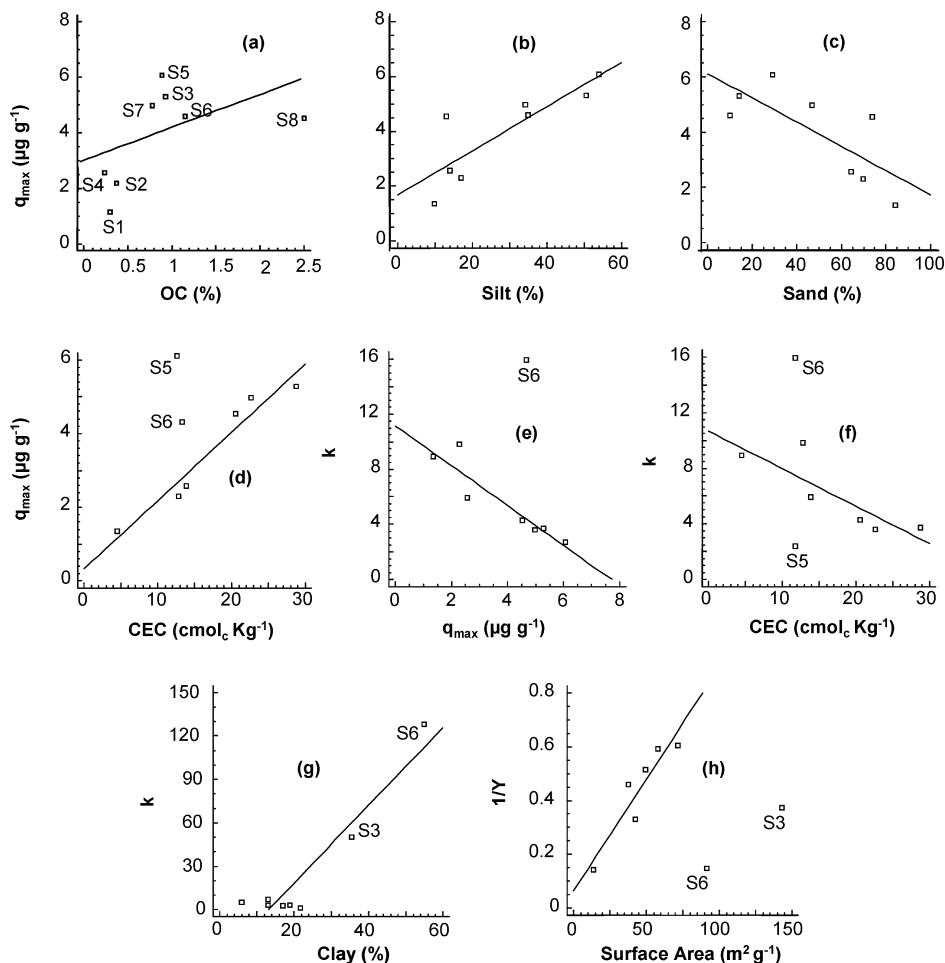 8
6
4
2
0
q_max (µg g⁻¹)
(a)
S5
S3
S7
S6
S8
S4
S2
S1
0 0.5 1 1.5 2 2.5
OC (%)
8
6
4
2
0
(b)
0 20 40 60
Silt (%)
8
6
4
2
0
(c)
0 20 40 60 80 100
Sand (%)
6
4
2
0
q_max (µg g⁻¹)
S5
S6
(d)
0 10 20 30
CEC (cmol_c Kg⁻¹)
16
12
8
4
0
k
S6
(e)
0 2 4 6 8
q_max (µg g⁻¹)
16
12
8
4
0
k
S6
(f)
S5
0 10 20 30
CEC (cmol_c Kg⁻¹)
150
120
90
60
30
0
k
S6
(g)
S3
0 20 40 60
Clay (%)
0.8
0.6
0.4
0.2
0
1/Y
(h)
S3
S6
0 50 100 150
Surface Area (m² g⁻¹)